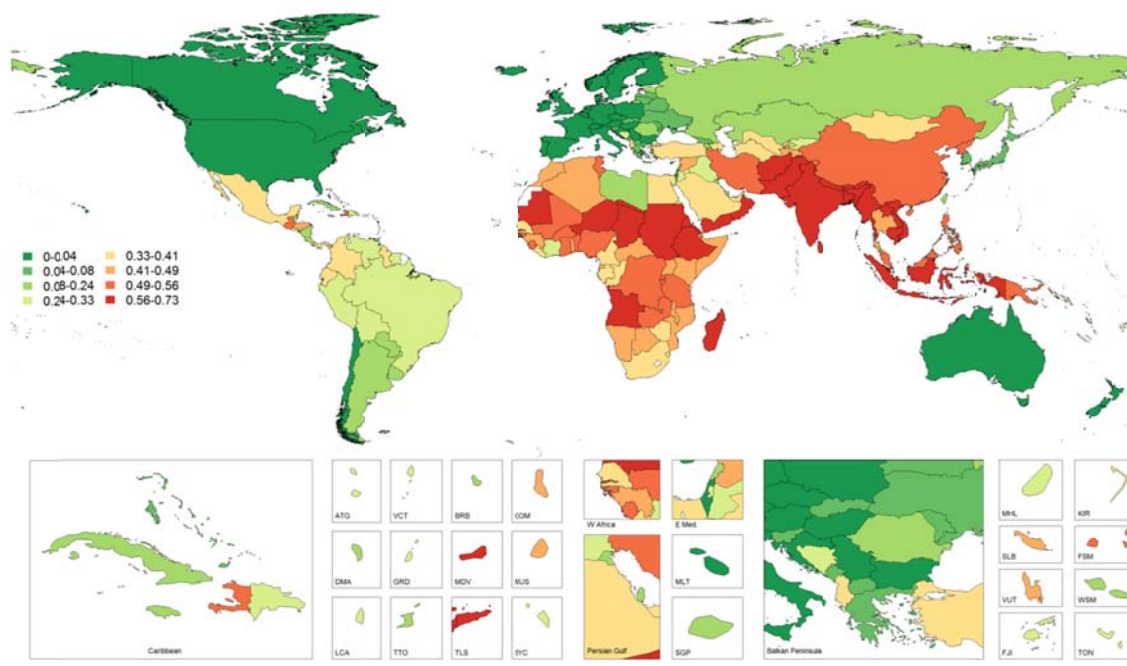 0-0.04
0.04-0.08
0.08-0.24
0.24-0.33
0.33-0.41
0.41-0.49
0.49-0.56
0.56-0.73
Caribbean
ATG
VCT
BRB
COM
DMA
GRD
MDV
MUS
LCA
TTO
TLS
SYC
W Africa
E Med.
Persian Gulf
MLT
SGP
Balkan Peninsula
MHL
KIR
SLB
FSM
VUT
WSM
FJI
TON